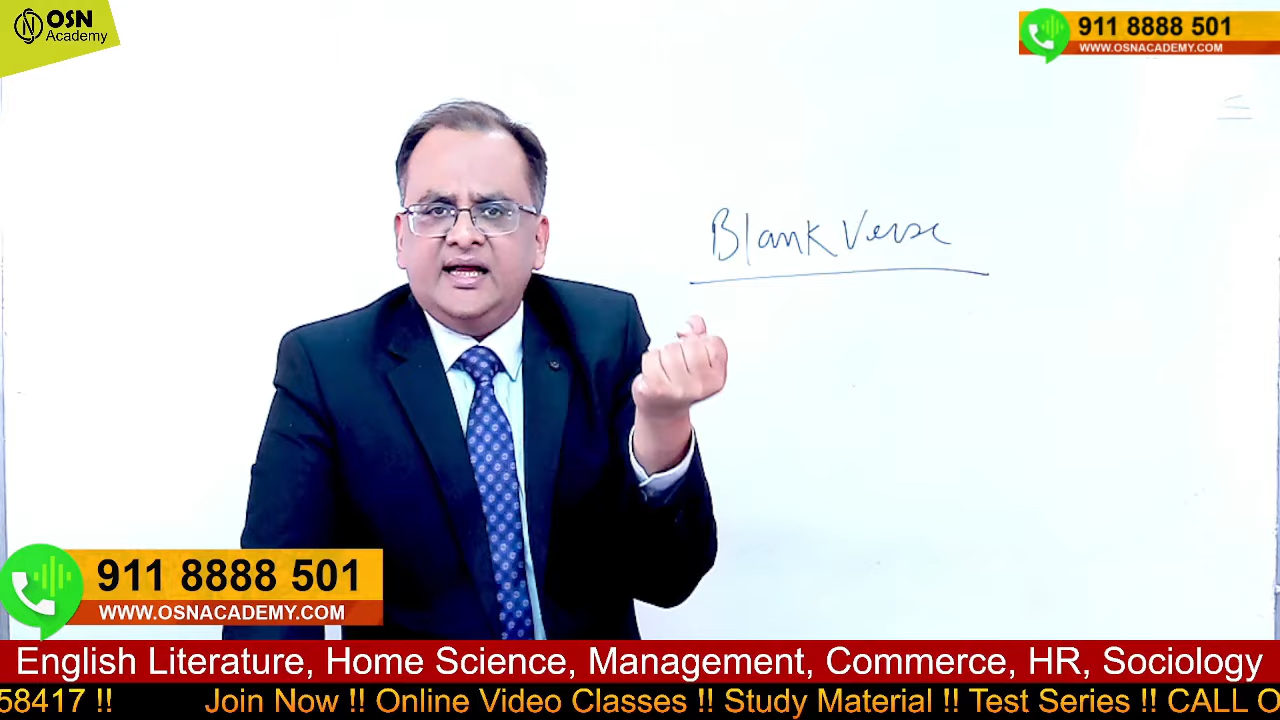 OSN
Academy
911 8888 501
WWW.OSNACADEMY.COM
Blank Verse
911 8888 501
WWW.OSNACADEMY.COM
English Literature, Home Science, Management, Commerce, HR, Sociology
58417 !! Join Now !! Online Video Classes !! Study Material !! Test Series !! CALL O